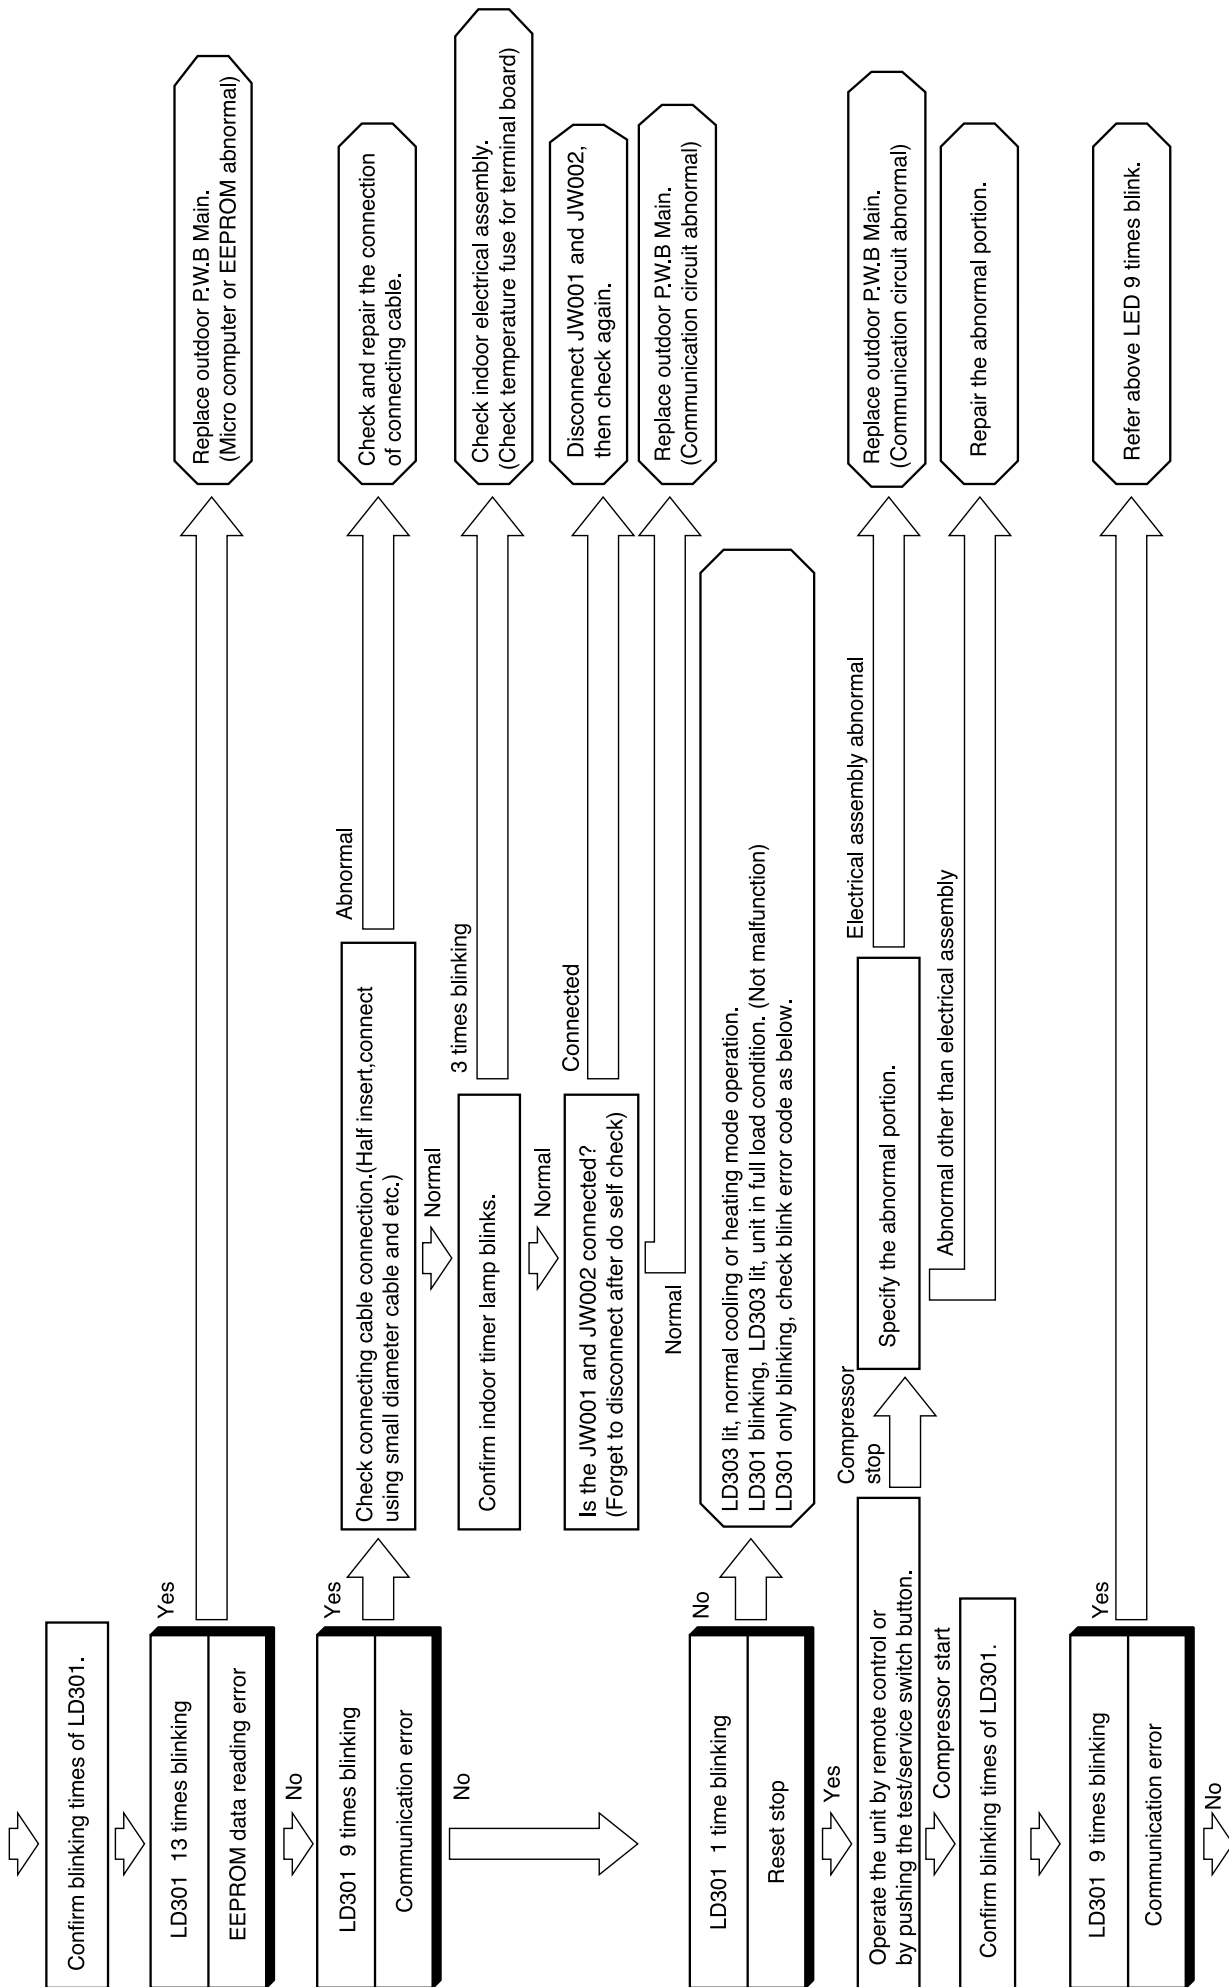 Confirm blinking times of LD301.
LD301  13 times blinking
EEPROM data reading error
Yes
Replace outdoor P.W.B Main.
(Micro computer or EEPROM abnormal)
No
LD301  9 times blinking
Communication error
Yes
Check connecting cable connection.(Half insert,connect
using small diameter cable and etc.)
Abnormal
Check and repair the connection
of connecting cable.
Normal
Confirm indoor timer lamp blinks.
3 times blinking
Check indoor electrical assembly.
(Check temperature fuse for terminal board)
Normal
Is the JW001 and JW002 connected?
(Forget to disconnect after do self check)
Connected
Disconnect JW001 and JW002,
then check again.
Normal
Replace outdoor P.W.B Main.
(Communication circuit abnormal)
No
LD301  1 time blinking
Reset stop
No
LD303 lit, normal cooling or heating mode operation.
LD301 blinking, LD303 lit, unit in full load condition. (Not malfunction)
LD301 only blinking, check blink error code as below.
Yes
Operate the unit by remote control or
by pushing the test/service switch button.
Compressor
stop
Specify the abnormal portion.
Electrical assembly abnormal
Replace outdoor P.W.B Main.
(Communication circuit abnormal)
Abnormal other than electrical assembly
Repair the abnormal portion.
Compressor start
Confirm blinking times of LD301.
LD301  9 times blinking
Communication error
Yes
Refer above LED 9 times blink.
No